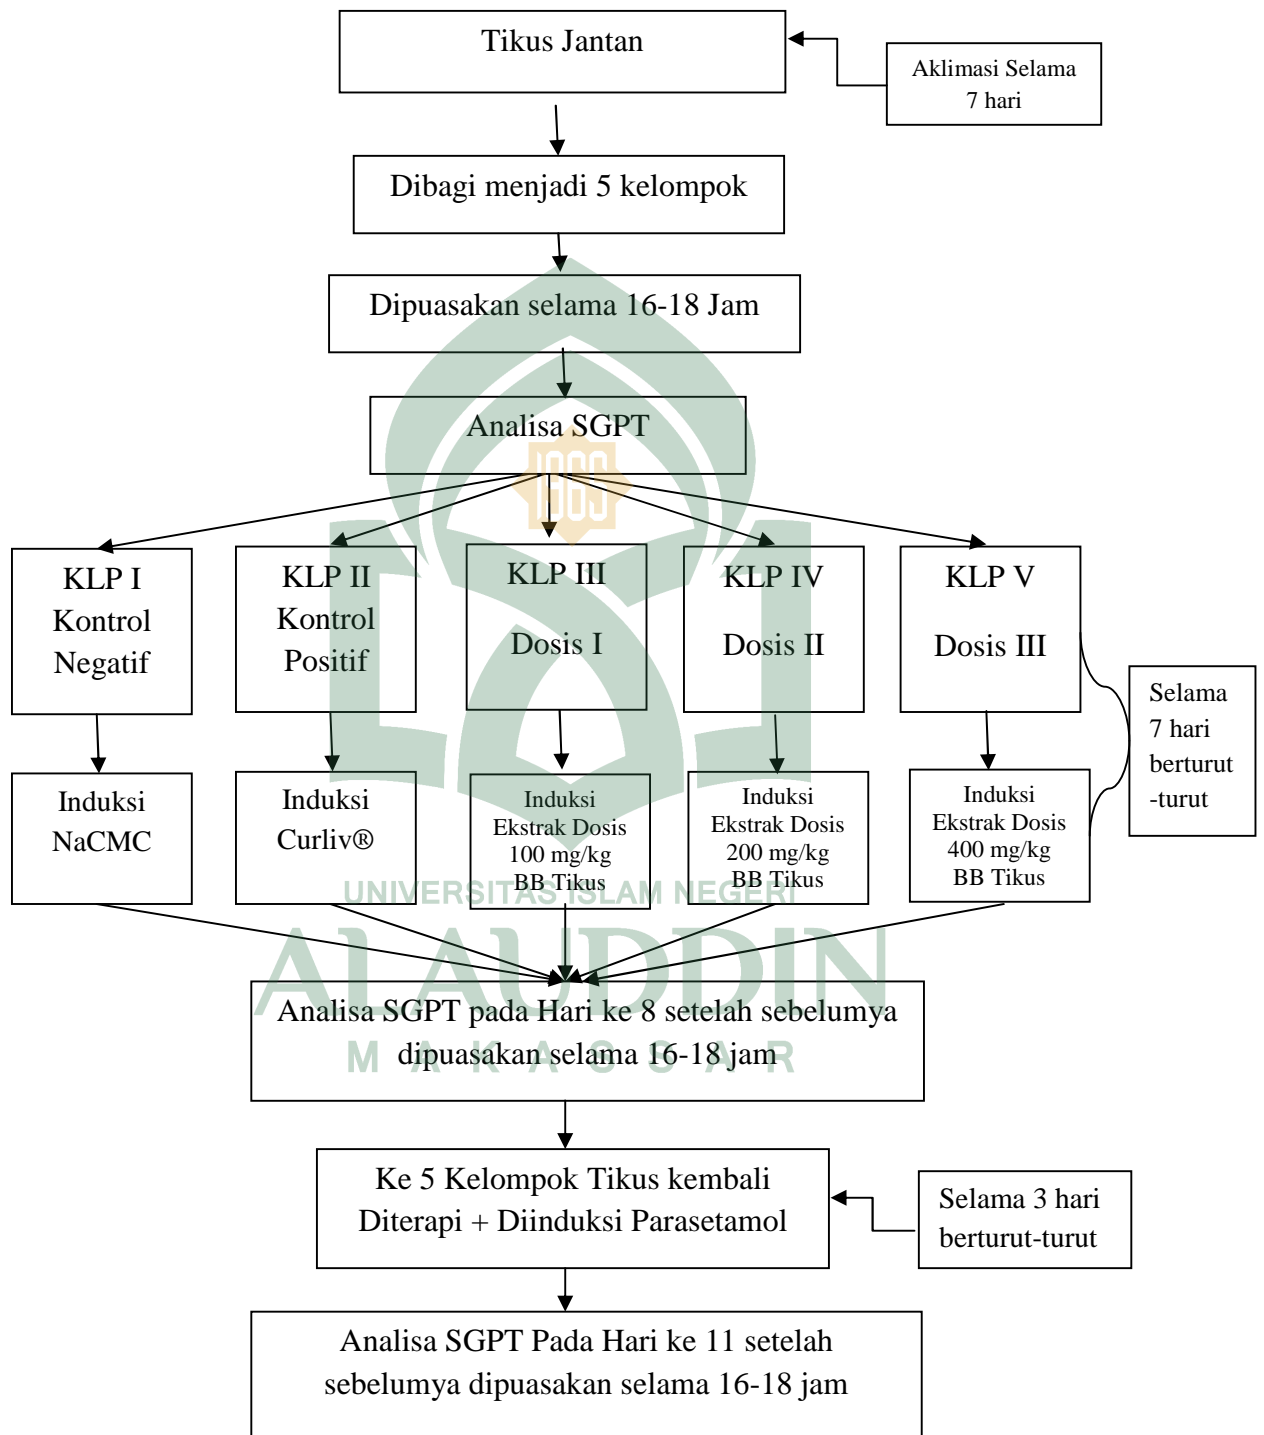 Tikus Jantan
Aklimasi Selama
7 hari
Dibagi menjadi 5 kelompok
Dipuasakan selama 16-18 Jam
Analisa SGPT
1965
KLP I
Kontrol
Negatif
KLP II
Kontrol
Positif
KLP III
Dosis I
KLP IV
Dosis II
KLP V
Dosis III
Selama
7 hari
berturut
-turut
Induksi
NaCMC
Induksi
Curliv®
Induksi
Ekstrak Dosis
100 mg/kg
BB Tikus
Induksi
Ekstrak Dosis
200 mg/kg
BB Tikus
Induksi
Ekstrak Dosis
400 mg/kg
BB Tikus
UNIVERSITAS ISLAM NEGERI
ALAUDDIN
MAKASSAR
Analisa SGPT pada Hari ke 8 setelah sebelumya
dipuasakan selama 16-18 jam
Ke 5 Kelompok Tikus kembali
Diterapi + Diinduksi Parasetamol
Selama 3 hari
berturut-turut
Analisa SGPT Pada Hari ke 11 setelah
sebelumya dipuasakan selama 16-18 jam